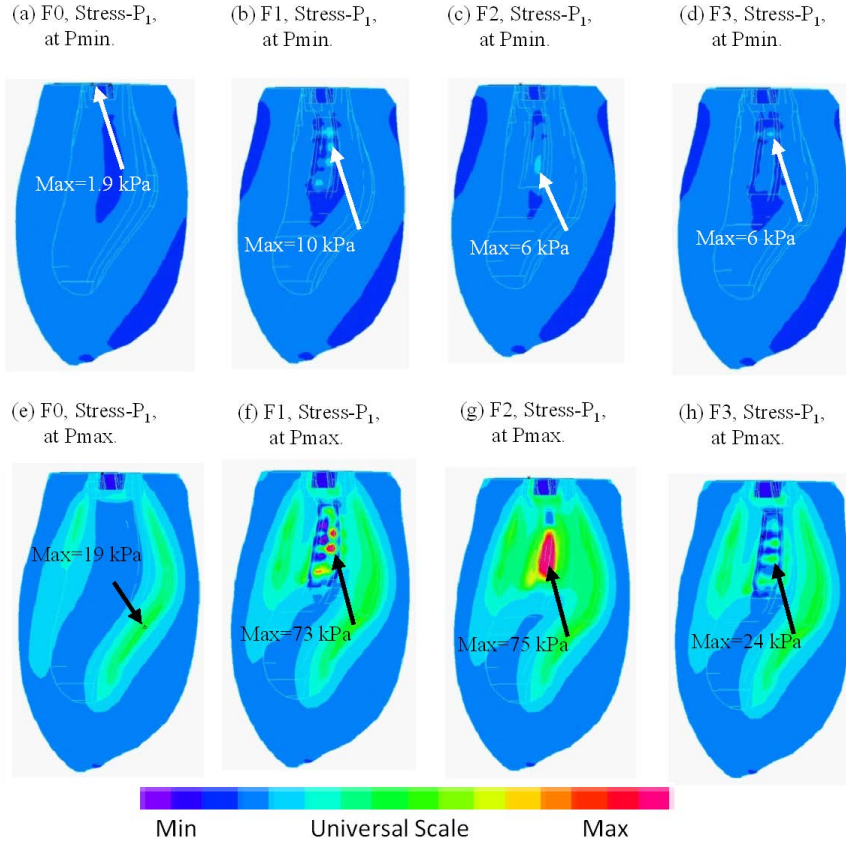 (a) F0, Stress-P₁, at Pmin.
(b) F1, Stress-P₁, at Pmin.
(c) F2, Stress-P₁, at Pmin.
(d) F3, Stress-P₁, at Pmin.
Max=1.9 kPa
Max=10 kPa
Max=6 kPa
Max=6 kPa
(e) F0, Stress-P₁, at Pmax.
(f) F1, Stress-P₁, at Pmax.
(g) F2, Stress-P₁, at Pmax.
(h) F3, Stress-P₁, at Pmax.
Max=19 kPa
Max=73 kPa
Max=75 kPa
Max=24 kPa
Min Universal Scale Max